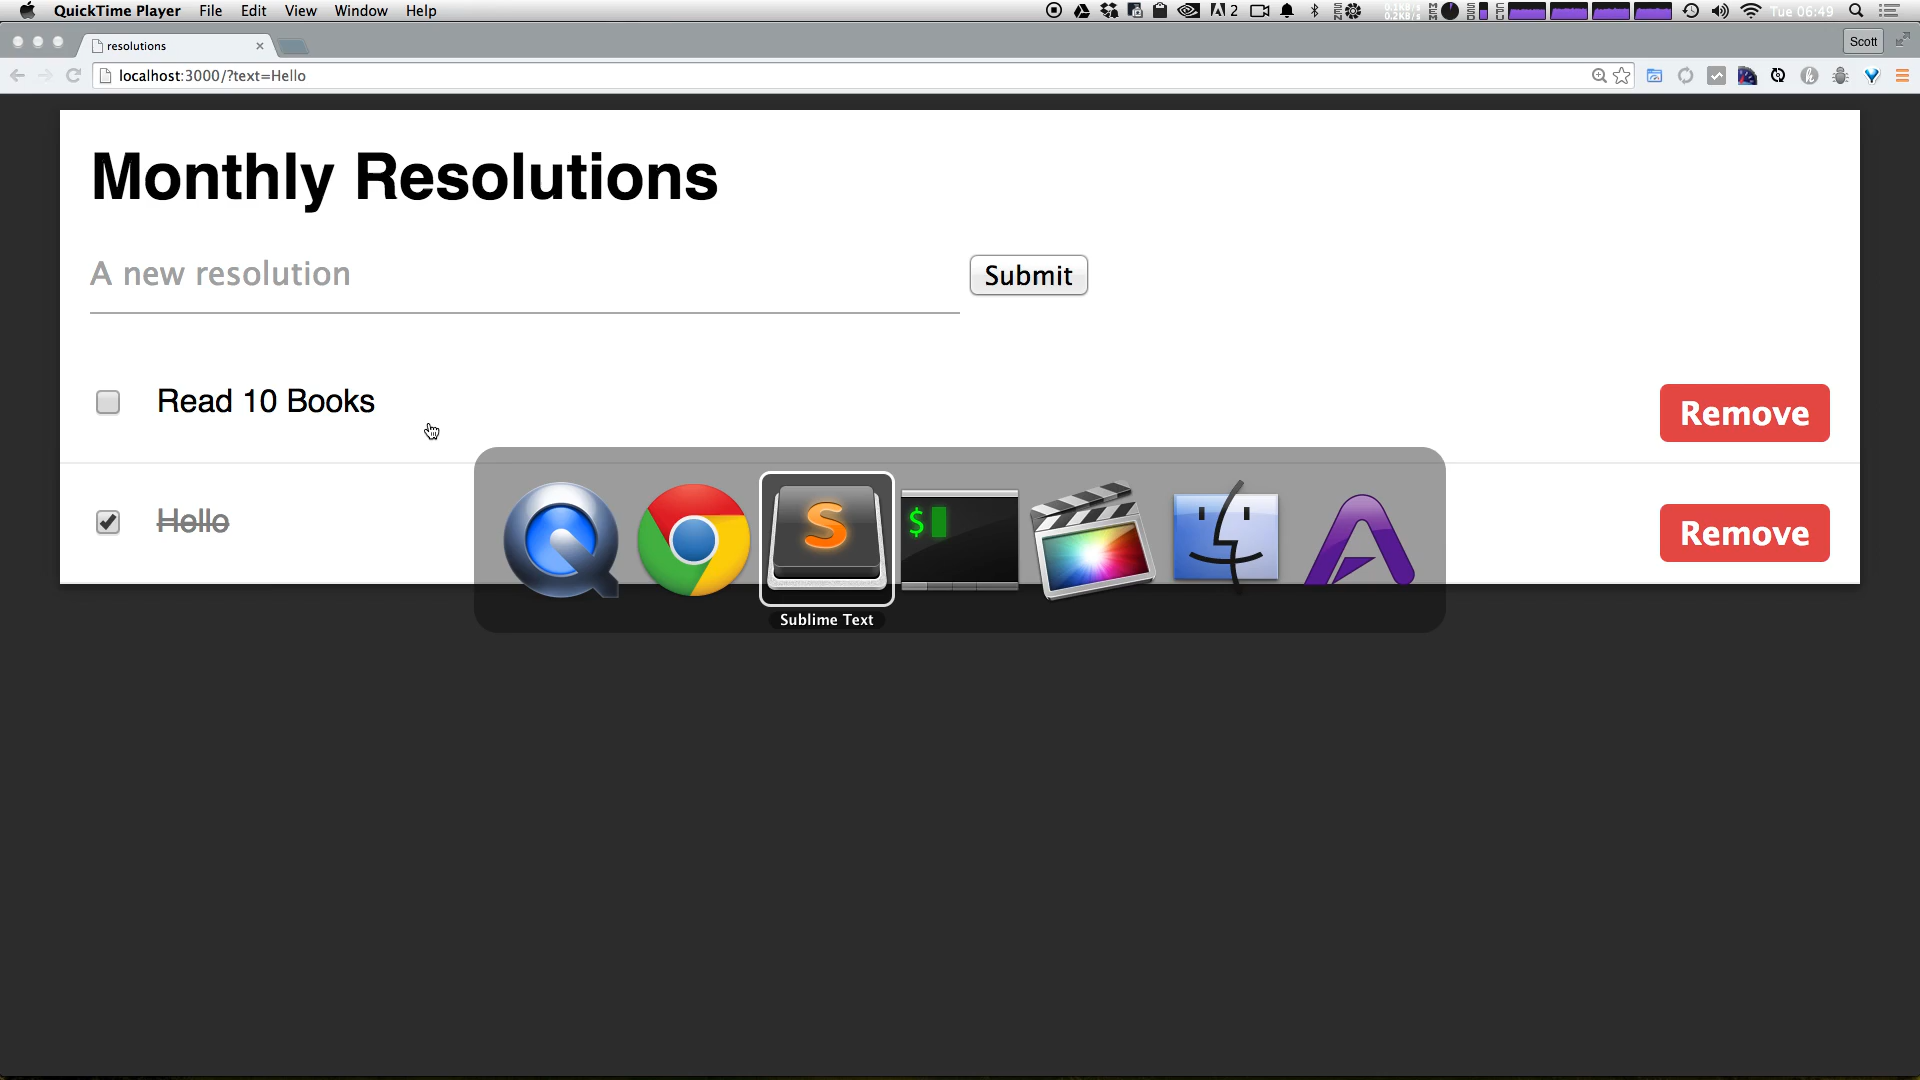 QuickTime Player File Edit View Window Help
2
Tue 06:49
resolutions
Scott
localhost:3000/?text=Hello
Monthly Resolutions
A new resolution
Submit
Read 10 Books
Remove
Hello
Remove
$
Sublime Text